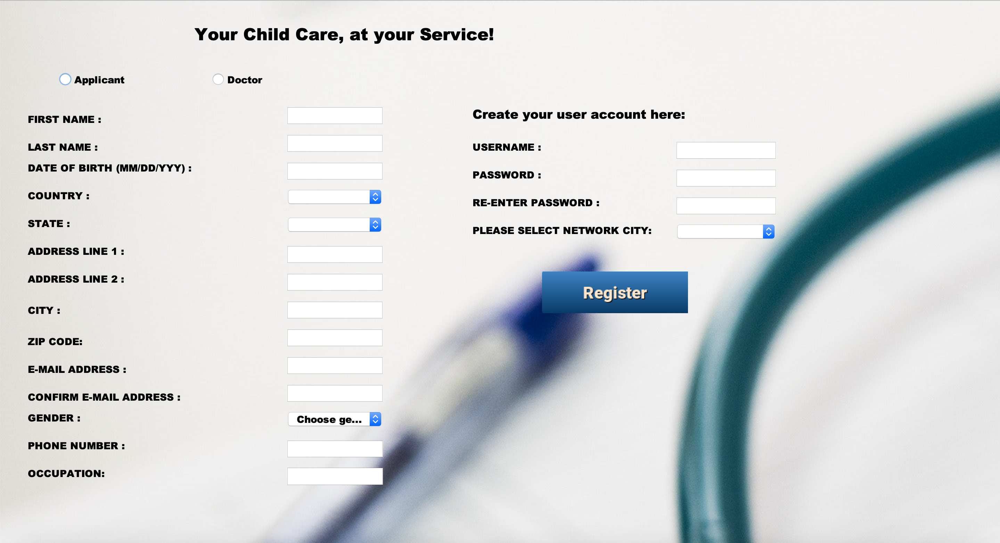 Your Child Care, at your Service!
Applicant
Doctor
FIRST NAME :
LAST NAME :
DATE OF BIRTH (MM/DD/YYY) :
COUNTRY :
STATE :
ADDRESS LINE 1 :
ADDRESS LINE 2 :
CITY :
ZIP CODE:
E-MAIL ADDRESS :
CONFIRM E-MAIL ADDRESS :
GENDER :
Choose ge...
PHONE NUMBER :
OCCUPATION:
Create your user account here:
USERNAME :
PASSWORD :
RE-ENTER PASSWORD :
PLEASE SELECT NETWORK CITY:
Register